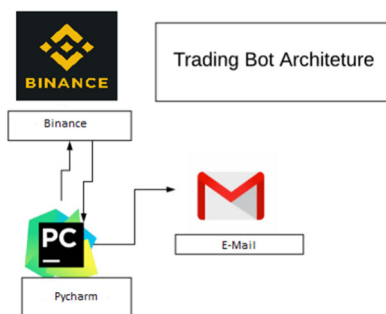 BINANCE
Trading Bot Architeture
Binance
PC
E-Mail
Pycharm